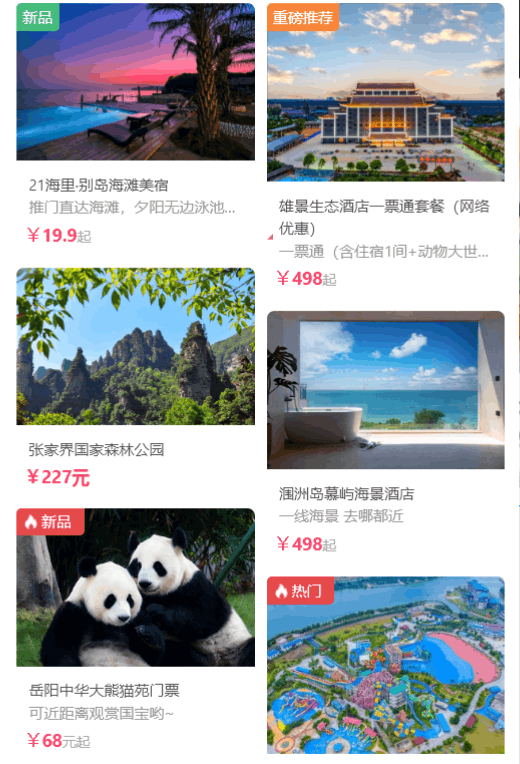 新品
21海里·别岛海滩美宿
推门直达海滩，夕阳无边泳池...
￥19.9起
张家界国家森林公园
￥227元
新品
岳阳中华大熊猫苑门票
可近距离观赏国宝哟~
￥68元起
重磅推荐
雄景生态酒店一票通套餐（网络
优惠）
一票通（含住宿1间+动物大世...
￥498起
涠洲岛慕屿海景酒店
一线海景 去哪都近
￥498起
热门